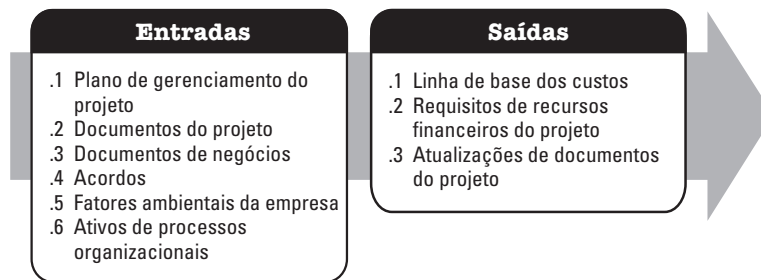 Entradas
.1 Plano de gerenciamento do
projeto
.2 Documentos do projeto
.3 Documentos de negócios
.4 Acordos
.5 Fatores ambientais da empresa
.6 Ativos de processos
organizacionais
Saídas
.1 Linha de base dos custos
.2 Requisitos de recursos
financeiros do projeto
.3 Atualizações de documentos
do projeto